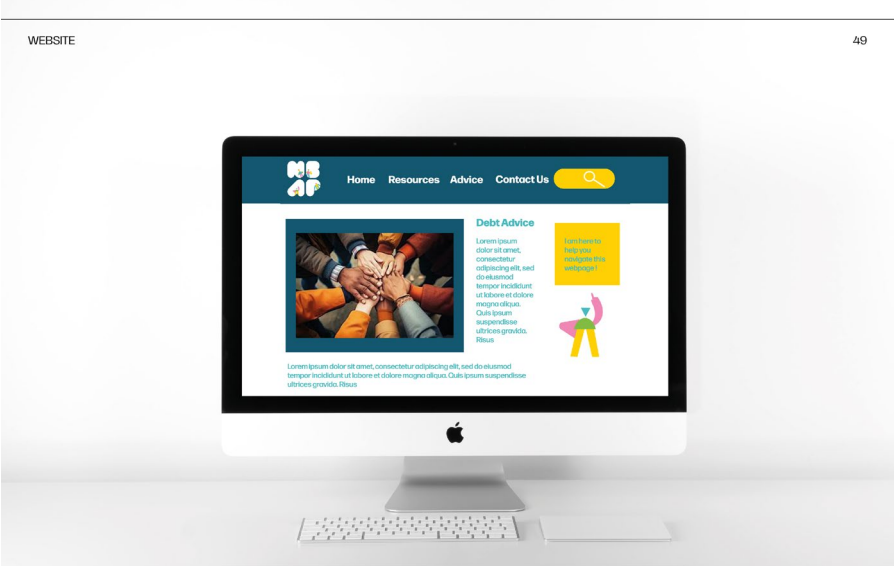 WEBSITE
49
NB
AP
Home Resources Advice Contact Us
Debt Advice
Lorem ipsum
dolor sit amet,
consectetur
adipiscing elit, sed
do eiusmod
tempor incididunt
ut labore et dolore
magna aliqua.
Quis ipsum
suspendisse
ultrices gravida.
Risus
I am here to
help you
navigate this
webpage!
Lorem ipsum dolor sit amet, consectetur adipiscing elit, sed do eiusmod
tempor incididunt ut labore et dolore magna aliqua. Quis ipsum suspendisse
ultrices gravida. Risus